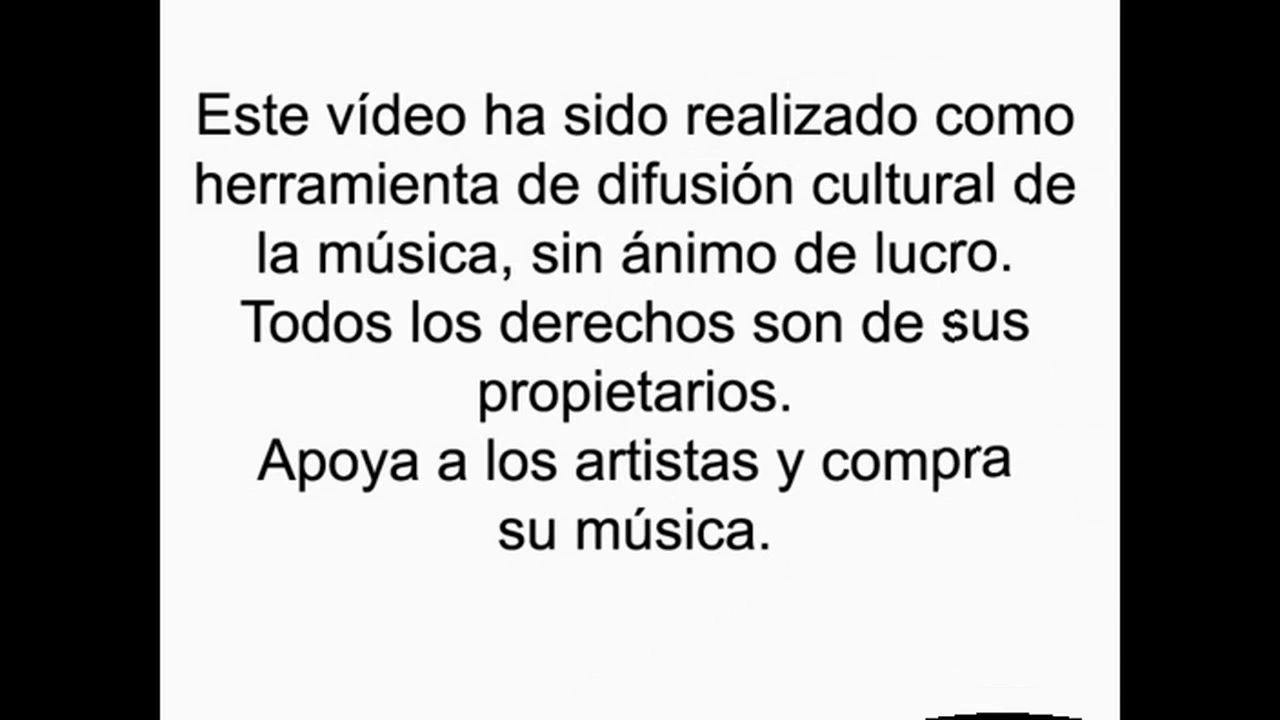 Este vídeo ha sido realizado como
herramienta de difusión cultural de
la música, sin ánimo de lucro.
Todos los derechos son de sus
propietarios.
Apoya a los artistas y compra
su música.